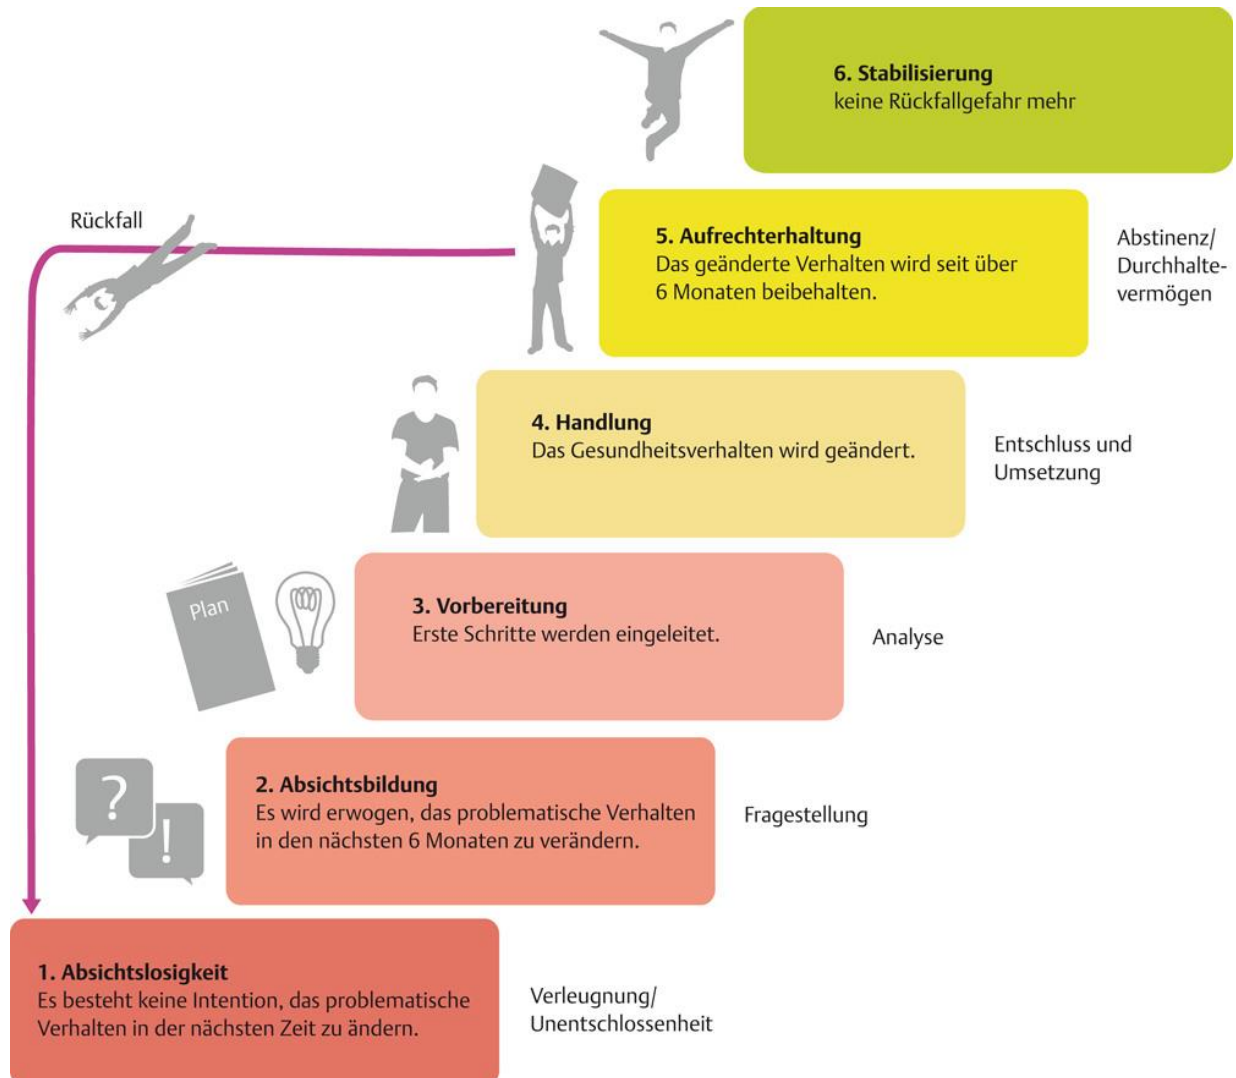 6. Stabilisierung
keine Rückfallgefahr mehr
Rückfall
5. Aufrechterhaltung
Das geänderte Verhalten wird seit über
6 Monaten beibehalten.
Abstinenz/
Durchhalte-
vermögen
4. Handlung
Das Gesundheitsverhalten wird geändert.
Entschluss und
Umsetzung
Plan
3. Vorbereitung
Erste Schritte werden eingeleitet.
Analyse
?
!
2. Absichtsbildung
Es wird erwogen, das problematische Verhalten
in den nächsten 6 Monaten zu verändern.
Fragestellung
1. Absichtslosigkeit
Es besteht keine Intention, das problematische
Verhalten in der nächsten Zeit zu ändern.
Verleugnung/
Unentschlossenheit